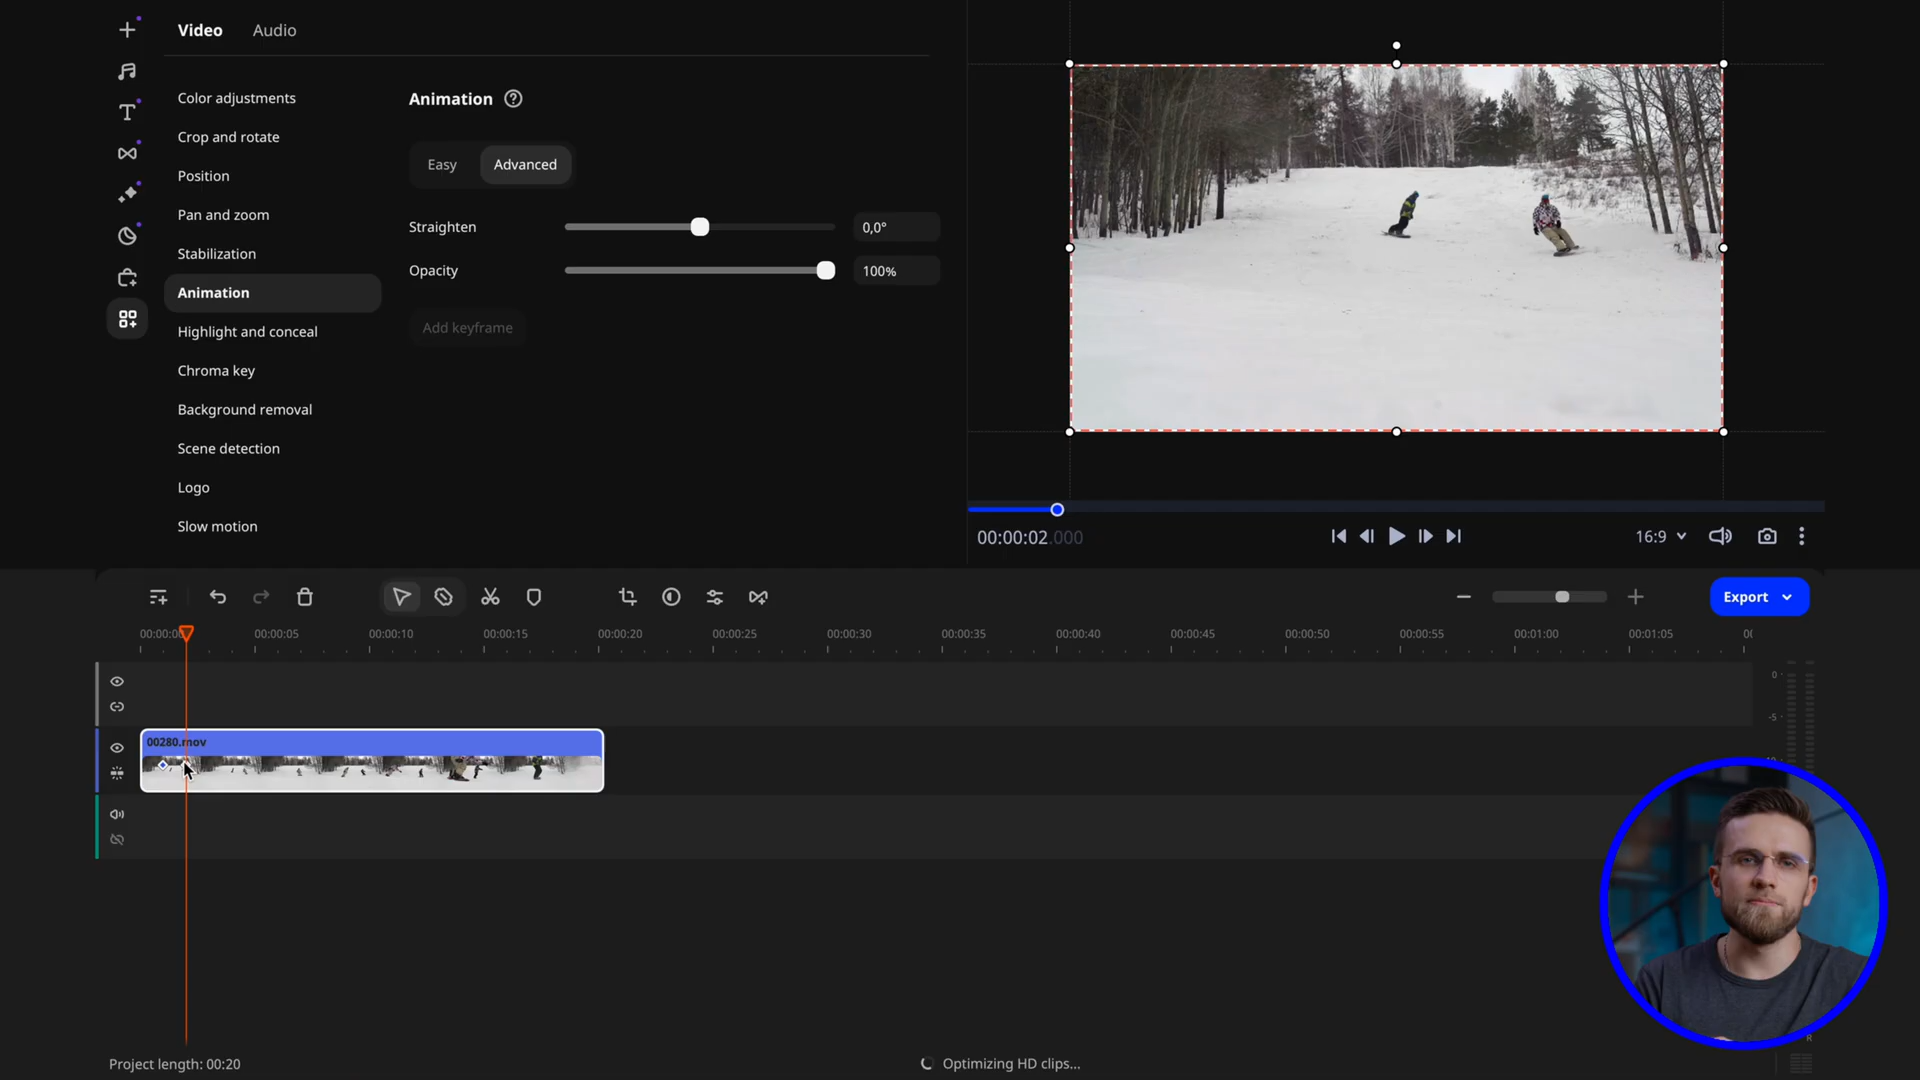 Video
Audio
Color adjustments
Crop and rotate
Position
Pan and zoom
Stabilization
Animation
Highlight and conceal
Chroma key
Background removal
Scene detection
Logo
Slow motion
Animation ?
Easy
Advanced
Straighten
0,0°
Opacity
100%
Add keyframe
00:00:02.000
16:9
Export
00:00:05
00:00:10
00:00:15
00:00:20
00:00:25
00:00:30
00:00:35
00:00:40
00:00:45
00:00:50
00:00:55
00:01:00
00:01:05
0
-5
00280.mov
Project length: 00:20
Optimizing HD clips...
R